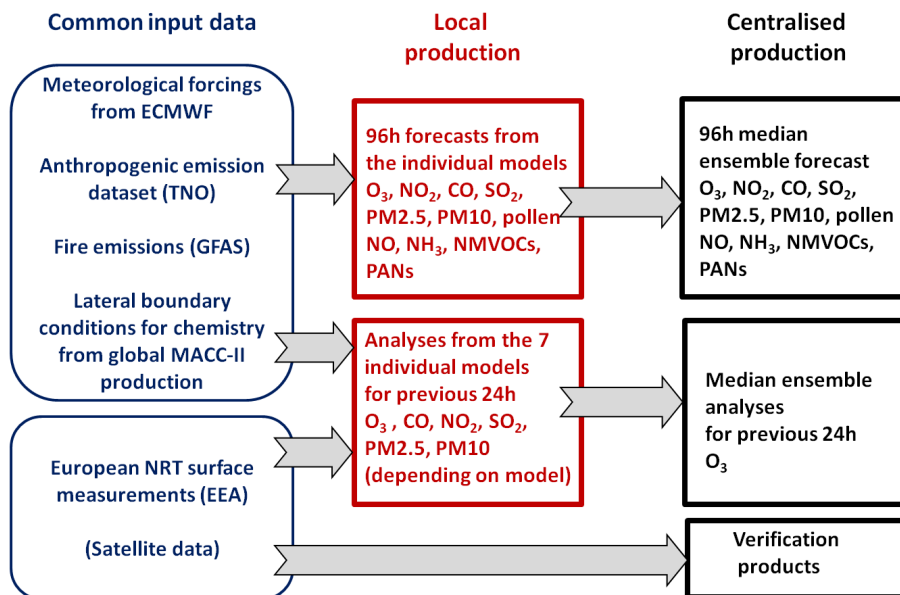 Common input data
Meteorological forcings
from ECMWF
Anthropogenic emission
dataset (TNO)
Fire emissions (GFAS)
Lateral boundary
conditions for chemistry
from global MACC-II
production
European NRT surface
measurements (EEA)
(Satellite data)
Local
production
96h forecasts from
the individual models
O₃, NO₂, CO, SO₂,
PM2.5, PM10, pollen
NO, NH₃, NMVOCs,
PANs
Analyses from the 7
individual models
for previous 24h
O₃ , CO, NO₂, SO₂,
PM2.5, PM10
(depending on model)
Centralised
production
96h median
ensemble forecast
O₃, NO₂, CO, SO₂,
PM2.5, PM10, pollen
NO, NH₃, NMVOCs,
PANs
Median ensemble
analyses
for previous 24h
O₃
Verification
products